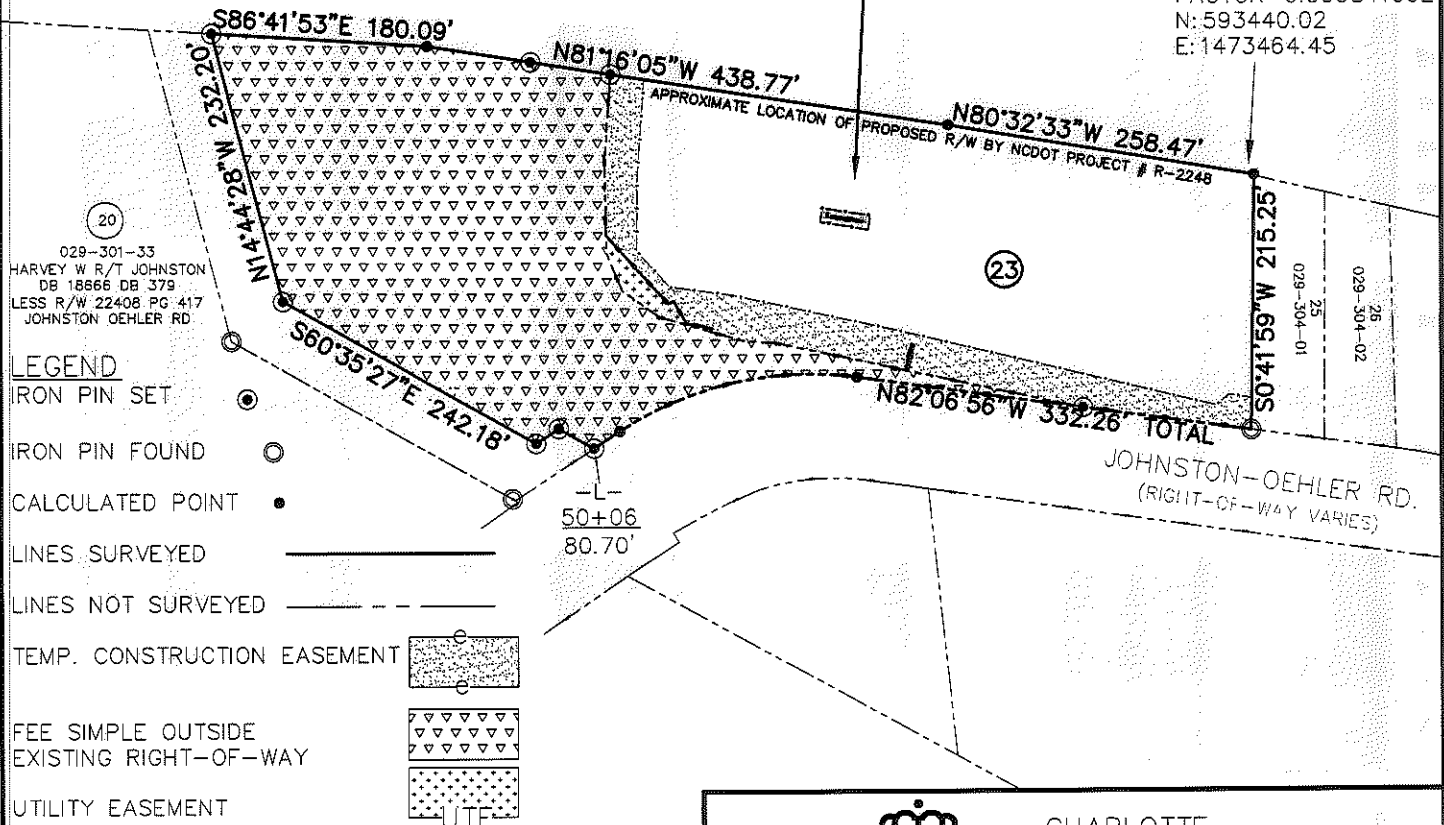 S86°41'53"E 180.09'
N81°16'05"W 438.77'
N80°32'33"W 258.47'
APPROXIMATE LOCATION OF PROPOSED R/W BY NCDOT PROJECT # R-2248
N: 593440.02
E: 1473464.45
N14°44'28"W 232.20'
S0°41'59"W 215.25'
20
029-301-33
HARVEY W R/T JOHNSTON
DB 18866 DB 379
LESS R/W 22408 PG 417
JOHNSTON OEHLER RD
23
25
029-304-01
26
029-304-02
S60°35'27"E 242.18'
N82°06'56"W 332.26' TOTAL
JOHNSTON-OEHLER RD.
(RIGHT-OF-WAY VARIES)
-L-
50+06
80.70'
LEGEND
IRON PIN SET
IRON PIN FOUND
CALCULATED POINT
LINES SURVEYED
LINES NOT SURVEYED
TEMP. CONSTRUCTION EASEMENT
e
e
FEE SIMPLE OUTSIDE
EXISTING RIGHT-OF-WAY
UTILITY EASEMENT
UTE
CHARLOTTE